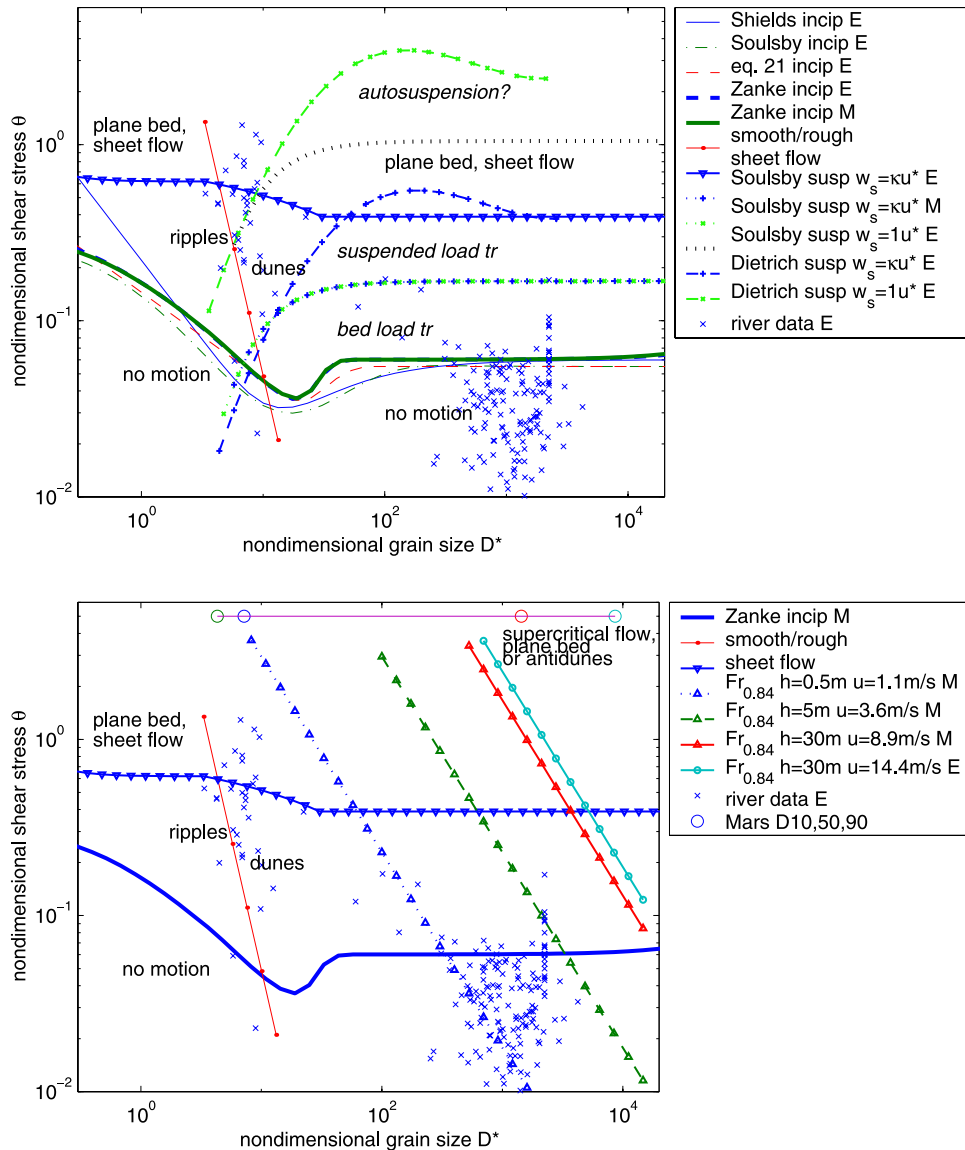 Shields incip E
Soulsby incip E
eq. 21 incip E
Zanke incip E
Zanke incip M
smooth/rough
sheet flow
Soulsby susp w_s=κu* E
Soulsby susp w_s=κu* M
Soulsby susp w_s=1u* E
Dietrich susp w_s=κu* E
Dietrich susp w_s=1u* E
river data E
nondimensional shear stress θ
10^0
10^-1
10^-2
autosuspension?
plane bed,
sheet flow
plane bed, sheet flow
ripples
dunes
suspended load tr
bed load tr
no motion
no motion
10^0
10^2
10^4
nondimensional grain size D*
Zanke incip M
smooth/rough
sheet flow
Fr_0.84 h=0.5m u=1.1m/s M
Fr_0.84 h=5m u=3.6m/s M
Fr_0.84 h=30m u=8.9m/s M
Fr_0.84 h=30m u=14.4m/s E
river data E
Mars D10,50,90
nondimensional shear stress θ
10^0
10^-1
10^-2
supercritical flow,
plane bed
or antidunes
plane bed,
sheet flow
ripples
dunes
no motion
10^0
10^2
10^4
nondimensional grain size D*